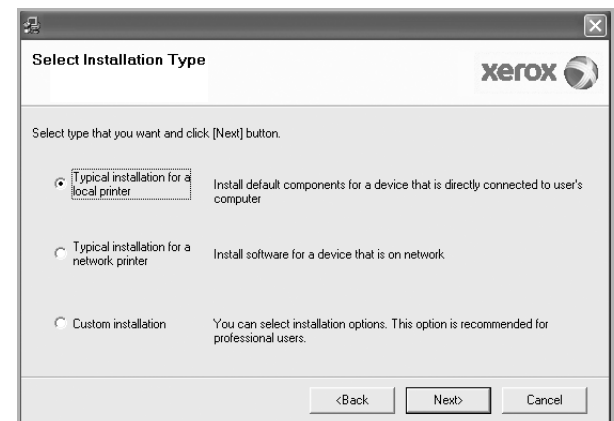 Select Installation Type
xerox
Select type that you want and click [Next] button.
Typical installation for a
local printer
Install default components for a device that is directly connected to user's
computer
Typical installation for a
network printer
Install software for a device that is on network
Custom installation
You can select installation options. This option is recommended for
professional users.
<Back
Next>
Cancel